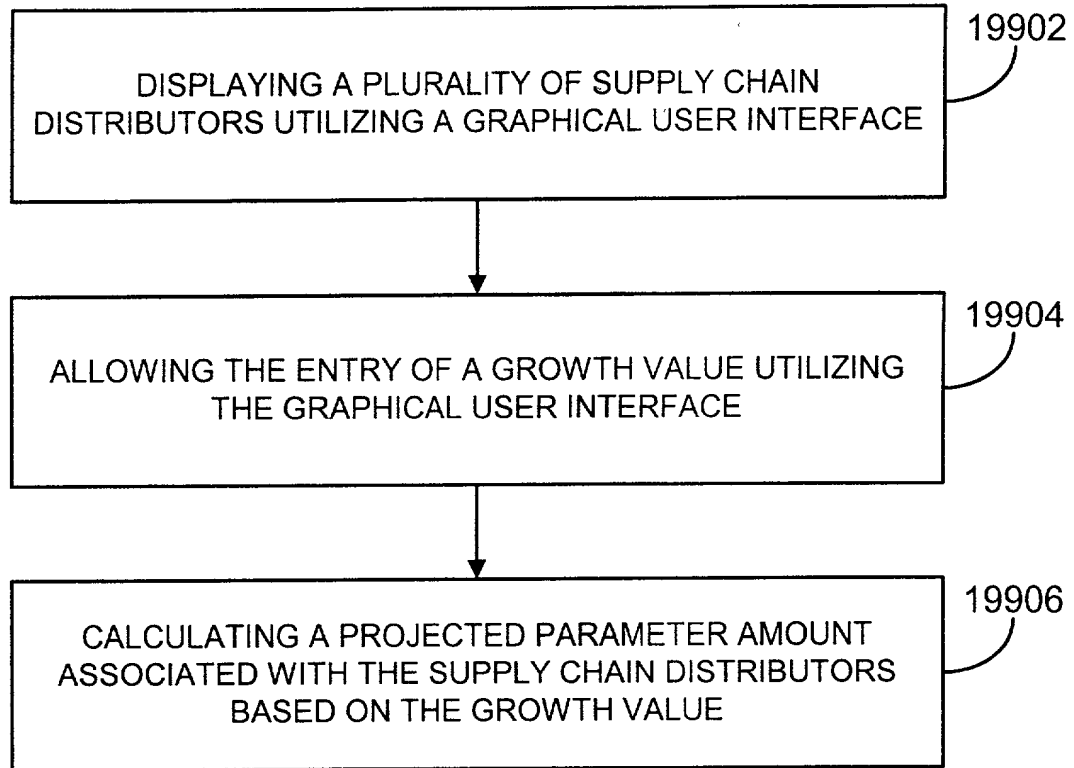 19902
DISPLAYING A PLURALITY OF SUPPLY CHAIN
DISTRIBUTORS UTILIZING A GRAPHICAL USER INTERFACE
19904
ALLOWING THE ENTRY OF A GROWTH VALUE UTILIZING
THE GRAPHICAL USER INTERFACE
19906
CALCULATING A PROJECTED PARAMETER AMOUNT
ASSOCIATED WITH THE SUPPLY CHAIN DISTRIBUTORS
BASED ON THE GROWTH VALUE